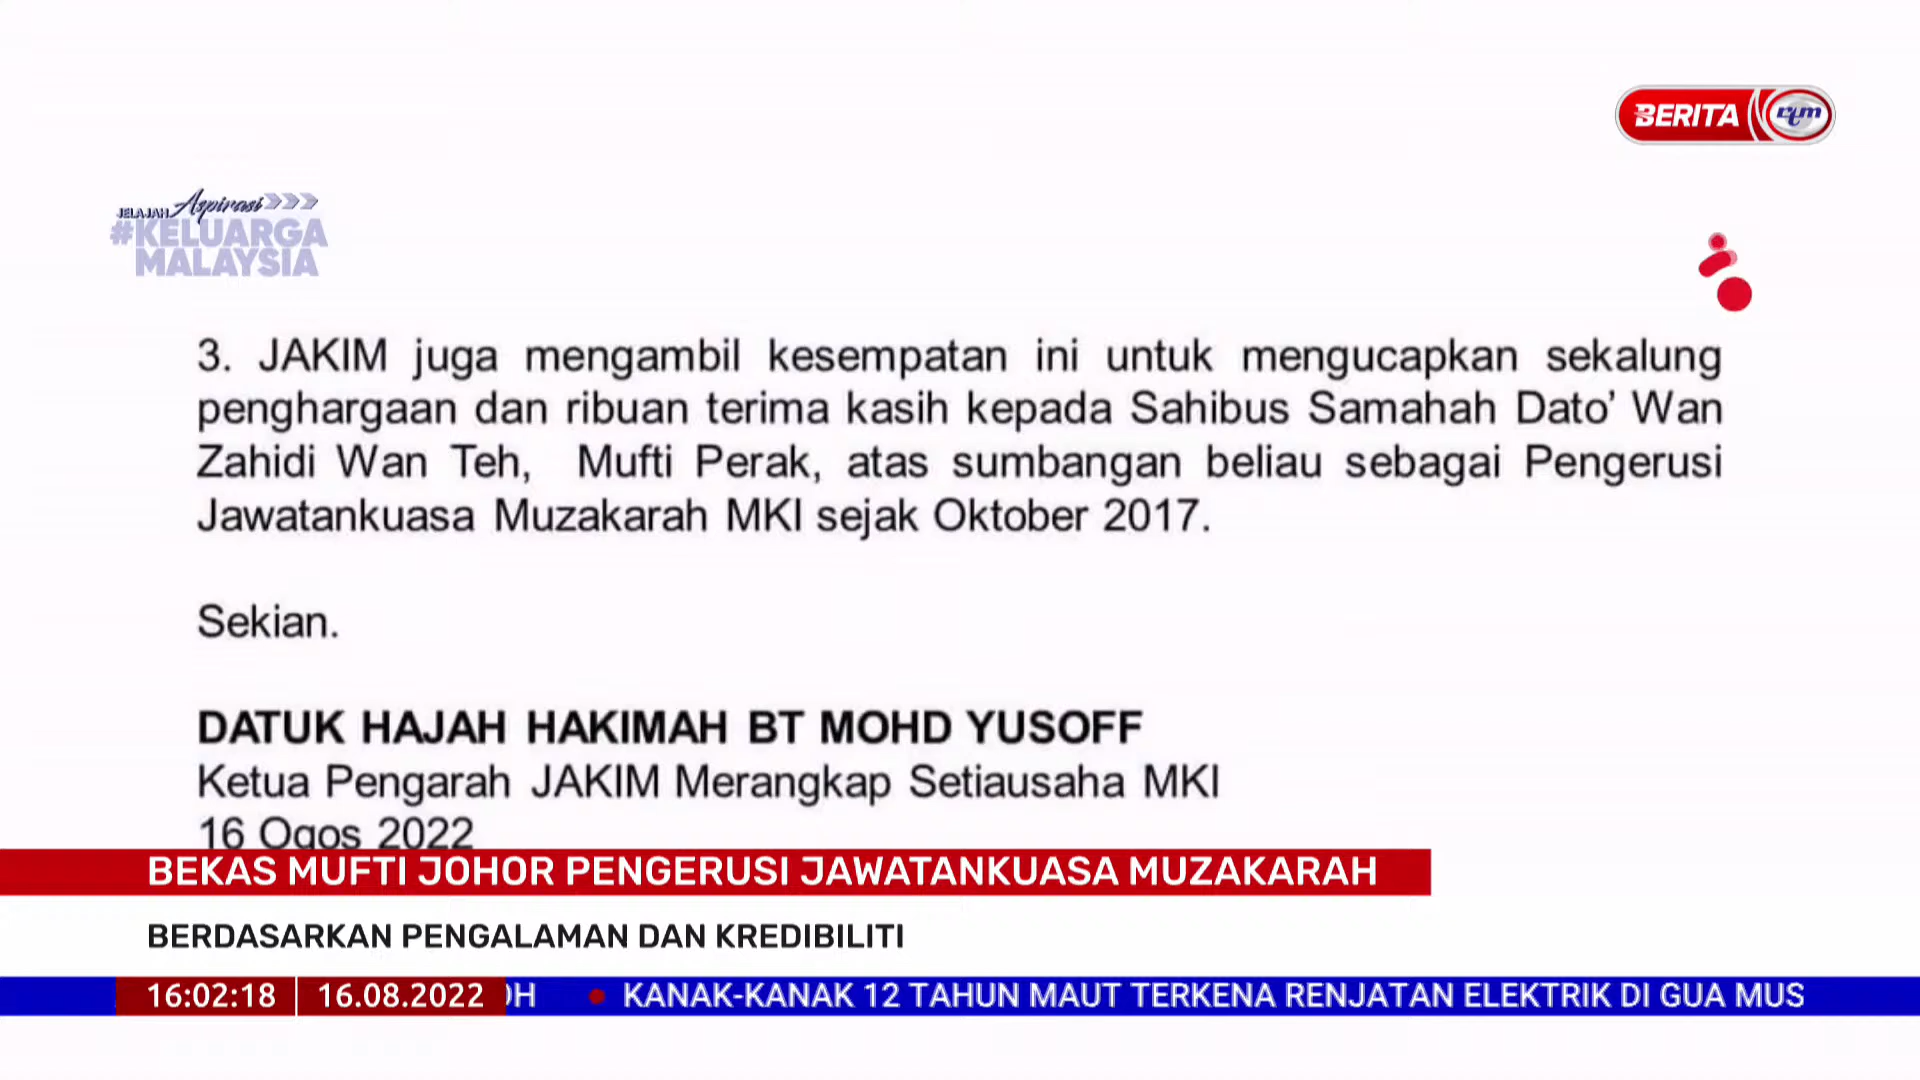 BERITA rtm
JELAJAH Aspirasi
#KELUARGA
MALAYSIA
3. JAKIM juga mengambil kesempatan ini untuk mengucapkan sekalung
penghargaan dan ribuan terima kasih kepada Sahibus Samahah Dato’ Wan
Zahidi Wan Teh, Mufti Perak, atas sumbangan beliau sebagai Pengerusi
Jawatankuasa Muzakarah MKI sejak Oktober 2017.
Sekian.
DATUK HAJAH HAKIMAH BT MOHD YUSOFF
Ketua Pengarah JAKIM Merangkap Setiausaha MKI
16 Ogos 2022
BEKAS MUFTI JOHOR PENGERUSI JAWATANKUASA MUZAKARAH
BERDASARKAN PENGALAMAN DAN KREDIBILITI
16:02:18 16.08.2022 OH • KANAK-KANAK 12 TAHUN MAUT TERKENA RENJATAN ELEKTRIK DI GUA MUS